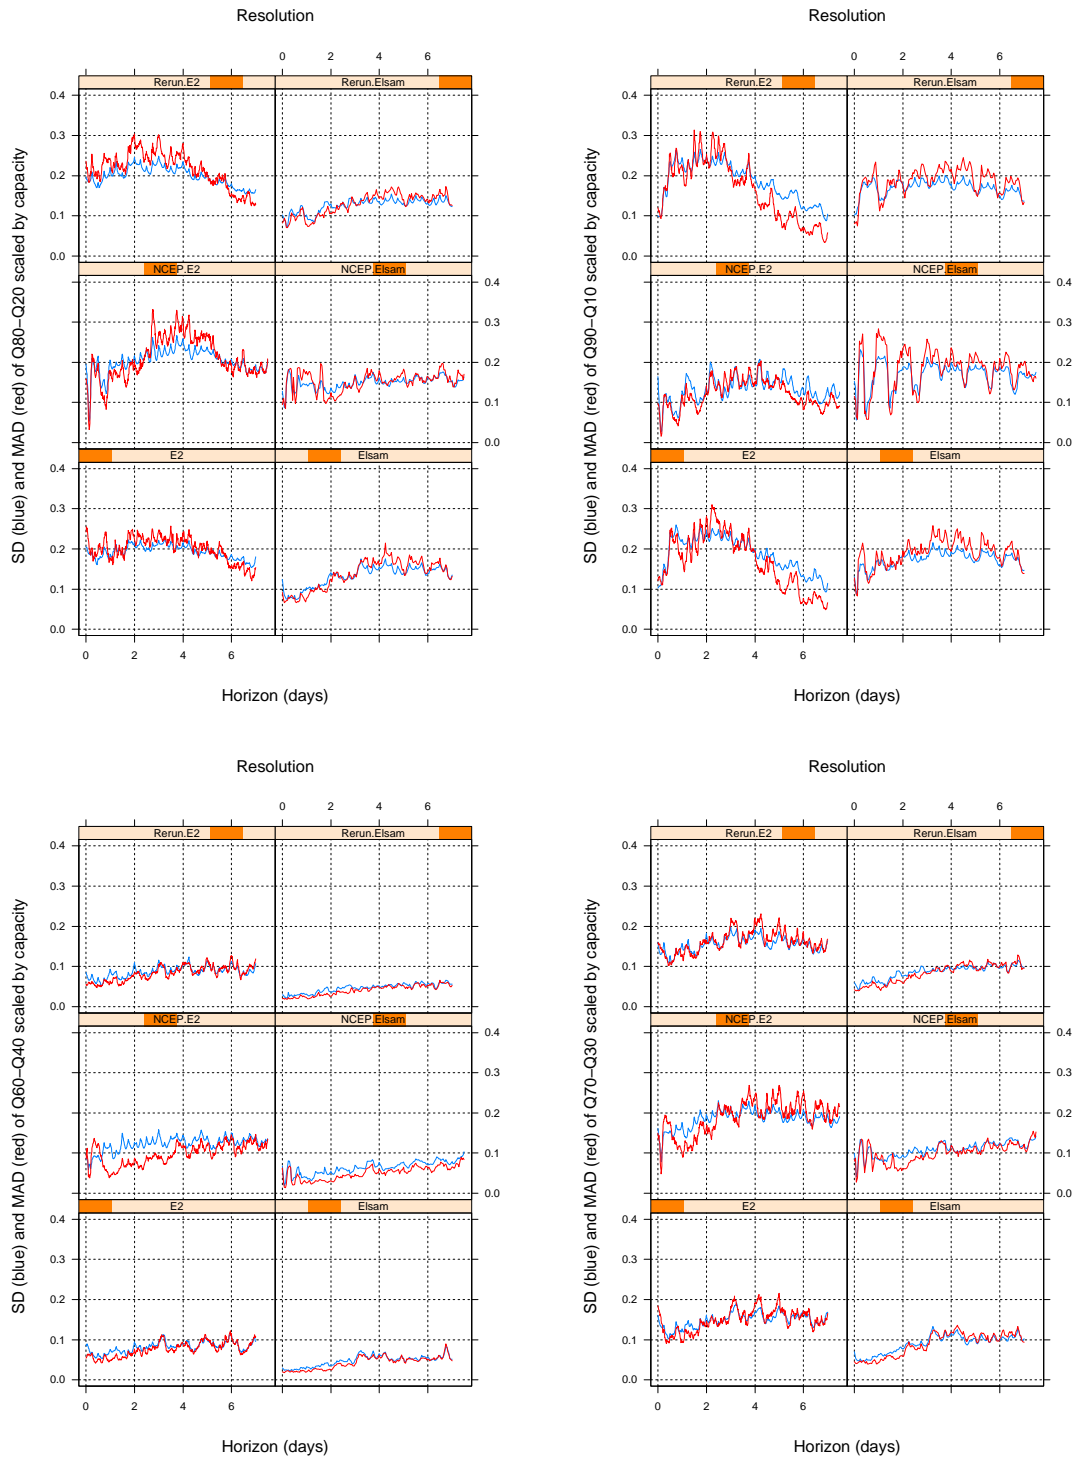 Resolution
0 2 4 6
Rerun.E2 Rerun.Elsam
0.4
0.3
0.2
0.1
0.0
NCEP.E2 NCEP.Elsam
0.4
0.3
0.2
0.1
0.0
E2 Elsam
0.4
0.3
0.2
0.1
0.0
0 2 4 6
Horizon (days)
SD (blue) and MAD (red) of Q80−Q20 scaled by capacity
Resolution
0 2 4 6
Rerun.E2 Rerun.Elsam
0.4
0.3
0.2
0.1
0.0
NCEP.E2 NCEP.Elsam
0.4
0.3
0.2
0.1
0.0
E2 Elsam
0.4
0.3
0.2
0.1
0.0
0 2 4 6
Horizon (days)
SD (blue) and MAD (red) of Q90−Q10 scaled by capacity
Resolution
0 2 4 6
Rerun.E2 Rerun.Elsam
0.4
0.3
0.2
0.1
0.0
NCEP.E2 NCEP.Elsam
0.4
0.3
0.2
0.1
0.0
E2 Elsam
0.4
0.3
0.2
0.1
0.0
0 2 4 6
Horizon (days)
SD (blue) and MAD (red) of Q60−Q40 scaled by capacity
Resolution
0 2 4 6
Rerun.E2 Rerun.Elsam
0.4
0.3
0.2
0.1
0.0
NCEP.E2 NCEP.Elsam
0.4
0.3
0.2
0.1
0.0
E2 Elsam
0.4
0.3
0.2
0.1
0.0
0 2 4 6
Horizon (days)
SD (blue) and MAD (red) of Q70−Q30 scaled by capacity